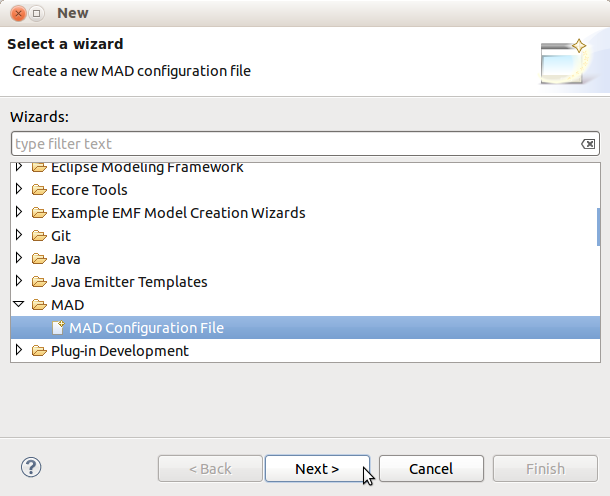 New
Select a wizard
Create a new MAD configuration file
Wizards:
type filter text
Eclipse Modeling Framework
Ecore Tools
Example EMF Model Creation Wizards
Git
Java
Java Emitter Templates
MAD
MAD Configuration File
Plug-in Development
? < Back Next > Cancel Finish